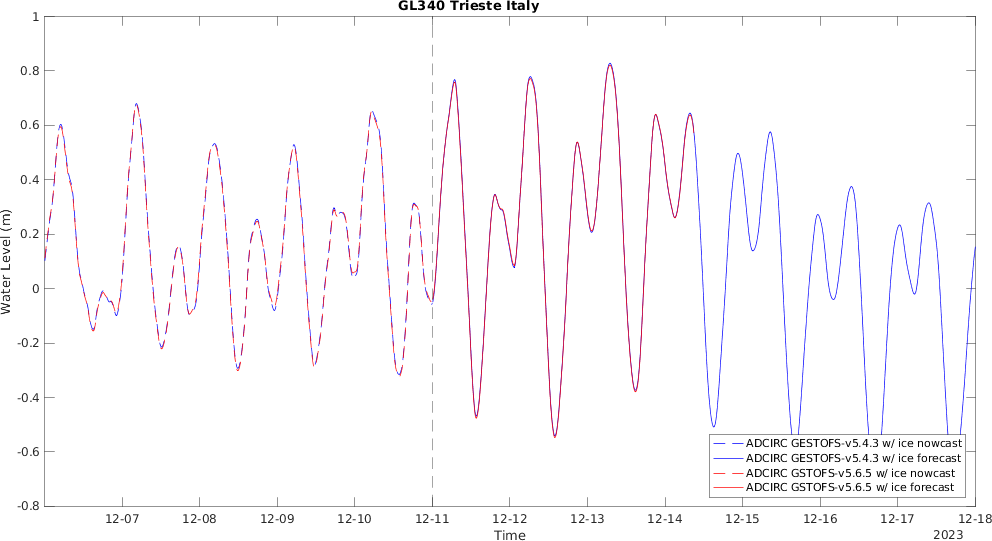 GL340 Trieste Italy
1
0.8
0.6
0.4
0.2
0
-0.2
-0.4
-0.6
-0.8
Water Level (m)
ADCIRC GESTOFS-v5.4.3 w/ ice nowcast
ADCIRC GESTOFS-v5.4.3 w/ ice forecast
ADCIRC GSTOFS-v5.6.5 w/ ice nowcast
ADCIRC GSTOFS-v5.6.5 w/ ice forecast
12-07 12-08 12-09 12-10 12-11 12-12 12-13 12-14 12-15 12-16 12-17 12-18
Time
2023